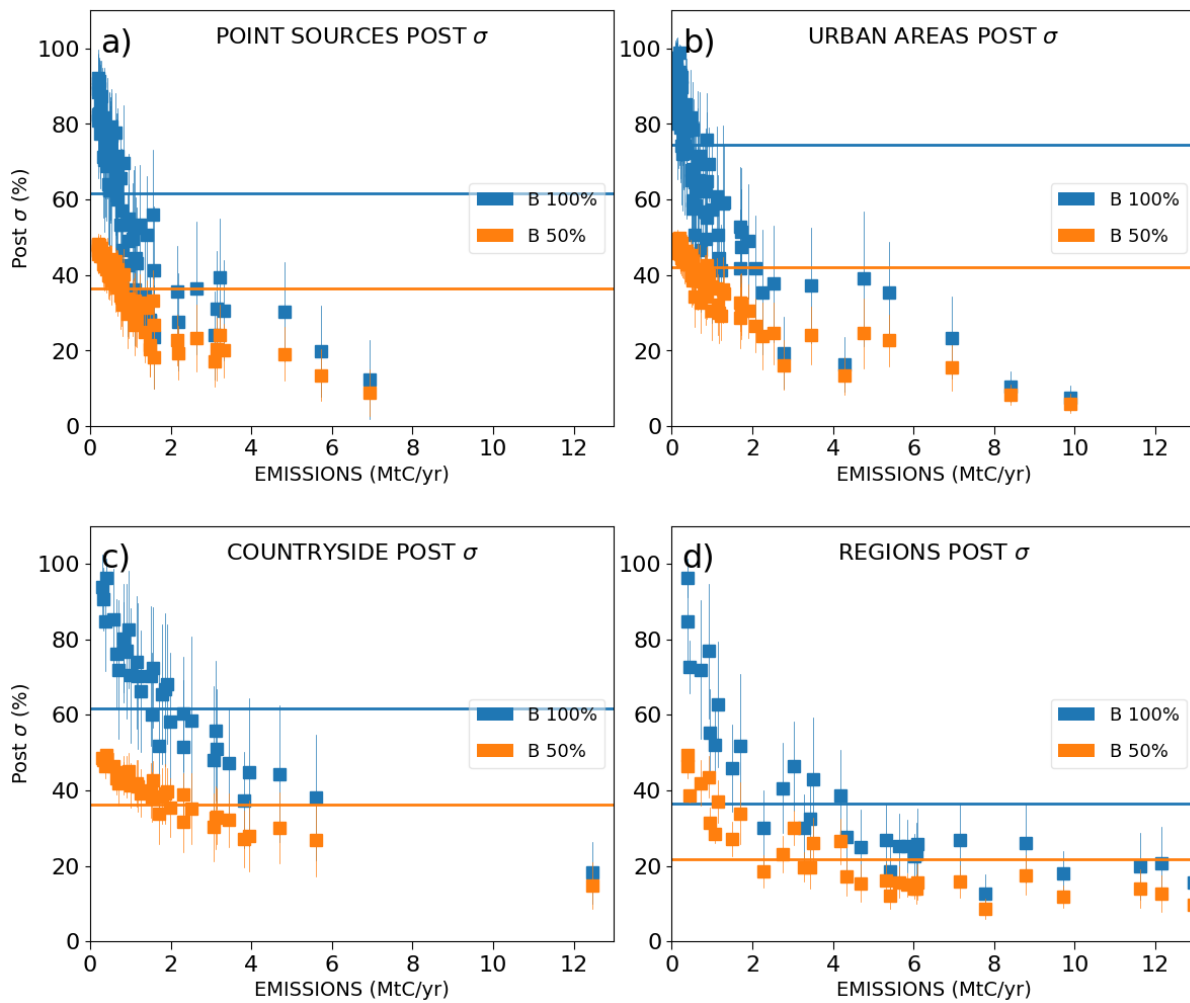 a) POINT SOURCES POST σ
100
80
60
40
20
0
Post σ (%)
B 100%
B 50%
0 2 4 6 8 10 12
EMISSIONS (MtC/yr)
b) URBAN AREAS POST σ
100
80
60
40
20
0
B 100%
B 50%
0 2 4 6 8 10 12
EMISSIONS (MtC/yr)
c) COUNTRYSIDE POST σ
100
80
60
40
20
0
Post σ (%)
B 100%
B 50%
0 2 4 6 8 10 12
EMISSIONS (MtC/yr)
d) REGIONS POST σ
100
80
60
40
20
0
B 100%
B 50%
0 2 4 6 8 10 12
EMISSIONS (MtC/yr)